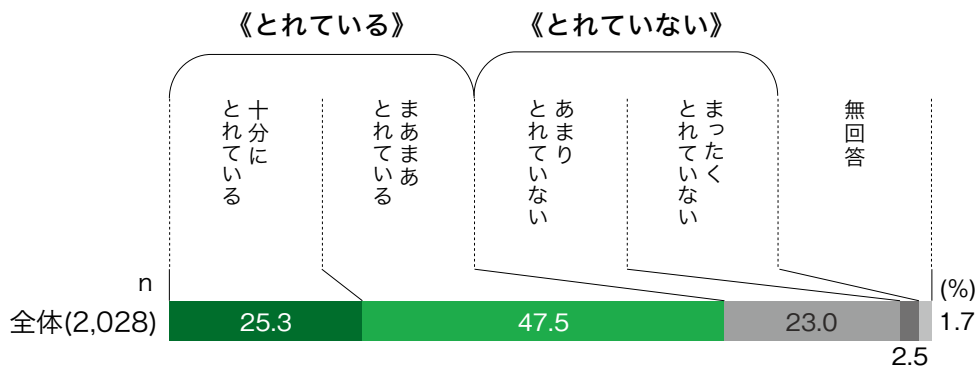 《とれている》
《とれていない》
十分に
とれている
まあまあ
とれている
あまり
とれていない
まったく
とれていない
無回答
n
(%)
全体(2,028)
25.3
47.5
23.0
1.7
2.5